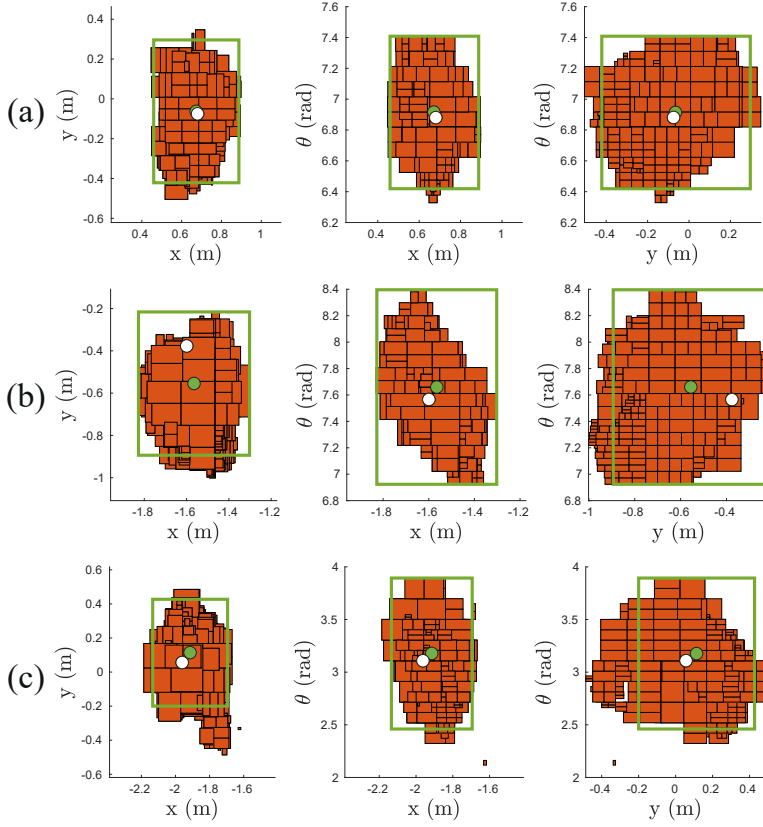 (a)
y (m)
0.4
0.2
0
-0.2
-0.4
-0.6
0.4 0.6 0.8 1
x (m)
θ (rad)
7.6
7.4
7.2
7
6.8
6.6
6.4
6.2
0.4 0.6 0.8 1
x (m)
θ (rad)
7.6
7.4
7.2
7
6.8
6.6
6.4
6.2
-0.4 -0.2 0 0.2
y (m)
(b)
y (m)
-0.2
-0.4
-0.6
-0.8
-1
-1.8 -1.6 -1.4 -1.2
x (m)
θ (rad)
8.4
8.2
8
7.8
7.6
7.4
7.2
7
6.8
-1.8 -1.6 -1.4 -1.2
x (m)
θ (rad)
8.4
8.2
8
7.8
7.6
7.4
7.2
7
6.8
-1 -0.8 -0.6 -0.4
y (m)
(c)
y (m)
0.6
0.4
0.2
0
-0.2
-0.4
-0.6
-2.2 -2 -1.8 -1.6
x (m)
θ (rad)
4
3.5
3
2.5
2
-2.2 -2 -1.8 -1.6
x (m)
θ (rad)
4
3.5
3
2.5
2
-0.4 -0.2 0 0.2 0.4
y (m)